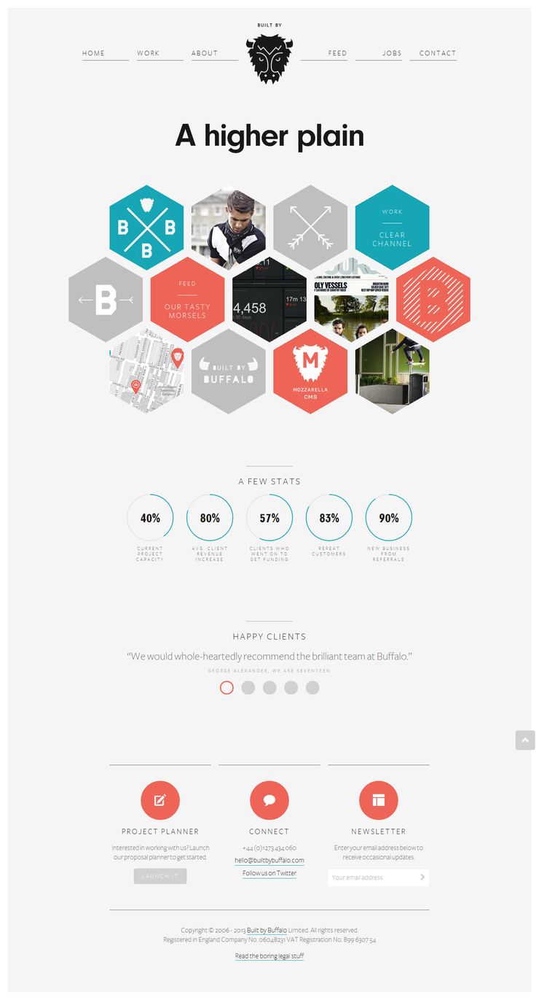 BUILT BY
HOME
WORK
ABOUT
FEED
JOBS
CONTACT
A higher plain
B B
B
WORK
CLEAR
CHANNEL
B
FEED
OUR TASTY
MORSELS
4,458
30 days
17m 13
OLY VESSELS
B
BUILT BY
BUFFALO
M
MOZZARELLA
CMS
A FEW STATS
40%
80%
57%
83%
90%
CURRENT
PROJECT
CAPACITY
AVG. CLIENT
REVENUE
INCREASE
CLIENTS WHO
WENT ON TO
GET FUNDING
REPEAT
CUSTOMERS
NEW BUSINESS
FROM
REFERRALS
HAPPY CLIENTS
“We would whole-heartedly recommend the brilliant team at Buffalo.”
GEORGE ALEXANDER, WE ARE SEVENTEEN
PROJECT PLANNER
Interested in working with us? Launch
our proposal planner to get started.
LAUNCH IT
CONNECT
+44 (0)1273 434 060
hello@builtbybuffalo.com
Follow us on Twitter
NEWSLETTER
Enter your email address below to
receive occasional updates.
Your email address
Copyright © 2006 - 2013 Built by Buffalo Limited. All rights reserved.
Registered in England Company No. 06048231 VAT Registration No. 899 6307 54
Read the boring legal stuff